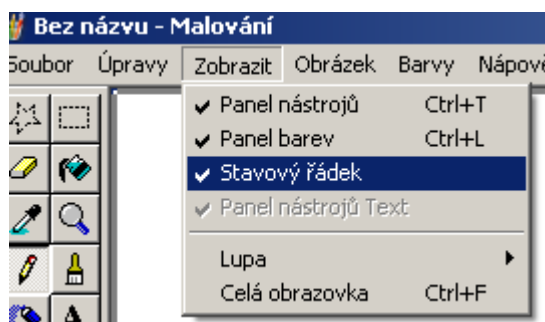 Bez názvu - Malování
Soubor Úpravy Zobrazit Obrázek Barvy
Panel nástrojů Ctrl+T
Panel barev Ctrl+L
Stavový řádek
Panel nástrojů Text
Lupa
Celá obrazovka Ctrl+F
A